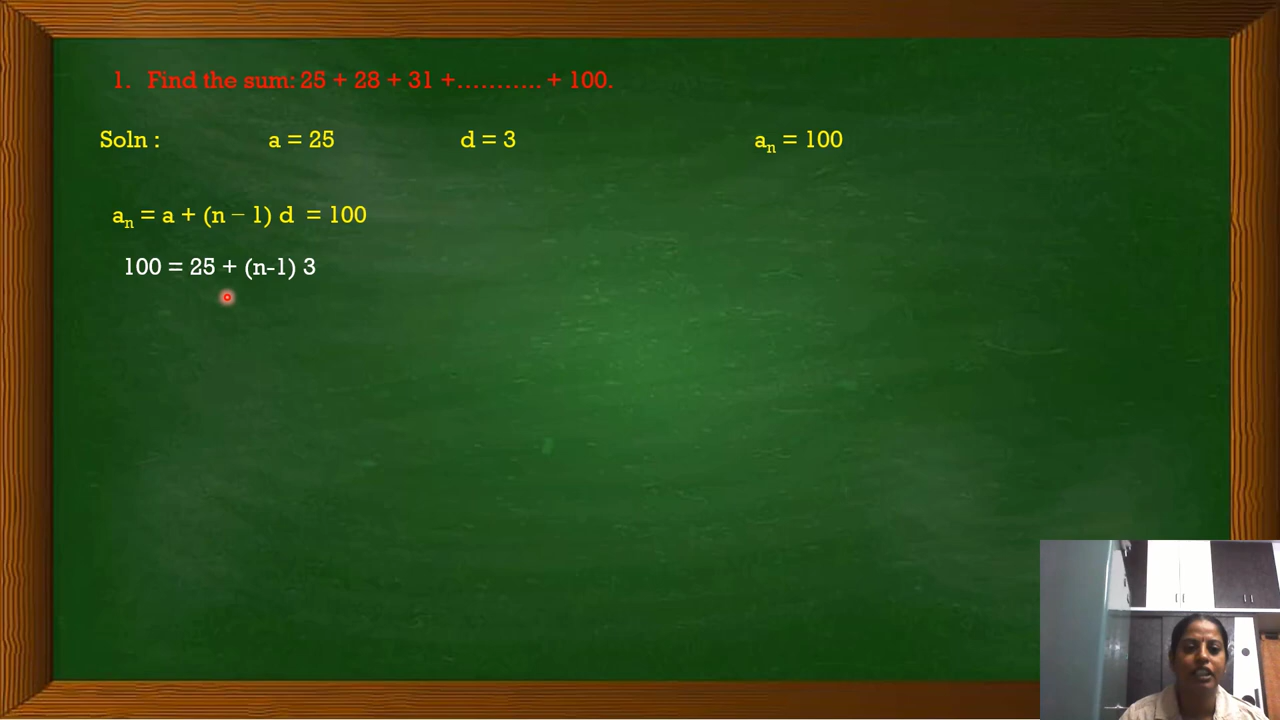 1. Find the sum: 25 + 28 + 31 +……….. + 100.
Soln : a = 25 d = 3 aₙ = 100
aₙ = a + (n – 1) d = 100
100 = 25 + (n-1) 3